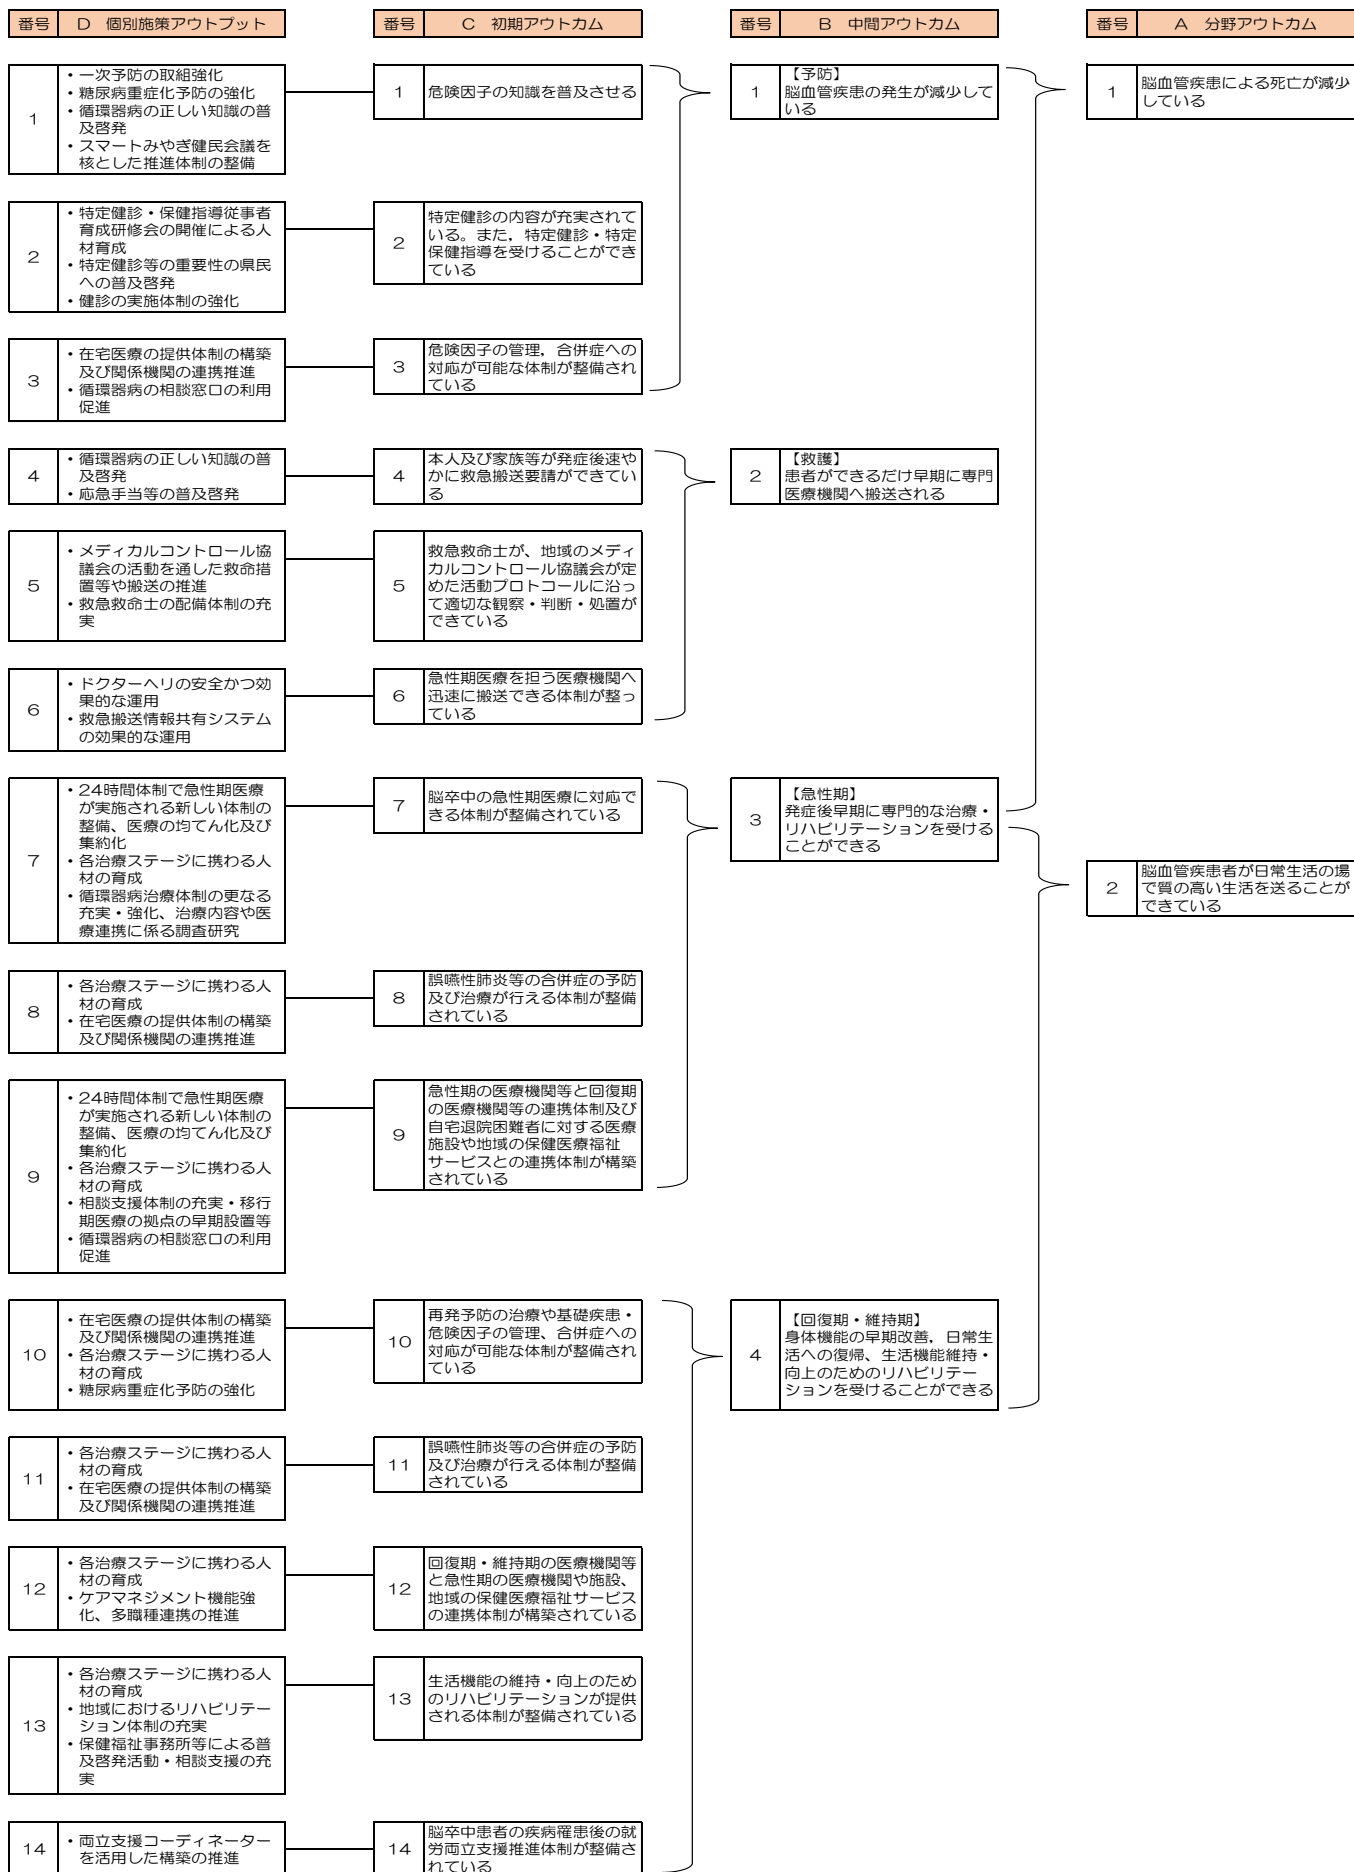 番号 D 個別施策アウトプット 番号 C 初期アウトカム 番号 B 中間アウトカム 番号 A 分野アウトカム
1
・一次予防の取組強化
・糖尿病重症化予防の強化
・循環器病の正しい知識の普
及啓発
・スマートみやぎ健民会議を
核とした推進体制の整備
1
危険因子の知識を普及させる
1
【予防】
脳血管疾患の発生が減少して
いる
1
脳血管疾患による死亡が減少
している
2
・特定健診・保健指導従事者
育成研修会の開催による人
材育成
・特定健診等の重要性の県民
への普及啓発
・健診の実施体制の強化
2
特定健診の内容が充実されて
いる。また，特定健診・特定
保健指導を受けることができ
ている
3
・在宅医療の提供体制の構築
及び関係機関の連携推進
・循環器病の相談窓口の利用
促進
3
危険因子の管理，合併症への
対応が可能な体制が整備され
ている
4
・循環器病の正しい知識の普
及啓発
・応急手当等の普及啓発
4
本人及び家族等が発症後速や
かに救急搬送要請ができてい
る
2
【救護】
患者ができるだけ早期に専門
医療機関へ搬送される
5
・メディカルコントロール協
議会の活動を通した救命措
置等や搬送の推進
・救急救命士の配備体制の充
実
5
救急救命士が、地域のメディ
カルコントロール協議会が定
めた活動プロトコールに沿っ
て適切な観察・判断・処置が
できている
6
・ドクターヘリの安全かつ効
果的な運用
・救急搬送情報共有システム
の効果的な運用
6
急性期医療を担う医療機関へ
迅速に搬送できる体制が整っ
ている
7
・24時間体制で急性期医療
が実施される新しい体制の
整備、医療の均てん化及び
集約化
・各治療ステージに携わる人
材の育成
・循環器病治療体制の更なる
充実・強化、治療内容や医
療連携に係る調査研究
7
脳卒中の急性期医療に対応で
きる体制が整備されている
3
【急性期】
発症後早期に専門的な治療・
リハビリテーションを受ける
ことができる
2
脳血管疾患者が日常生活の場
で質の高い生活を送ることが
できている
8
・各治療ステージに携わる人
材の育成
・在宅医療の提供体制の構築
及び関係機関の連携推進
8
誤嚥性肺炎等の合併症の予防
及び治療が行える体制が整備
されている
9
・24時間体制で急性期医療
が実施される新しい体制の
整備、医療の均てん化及び
集約化
・各治療ステージに携わる人
材の育成
・相談支援体制の充実・移行
期医療の拠点の早期設置等
・循環器病の相談窓口の利用
促進
9
急性期の医療機関等と回復期
の医療機関等の連携体制及び
自宅退院困難者に対する医療
施設や地域の保健医療福祉
サービスとの連携体制が構築
されている
10
・在宅医療の提供体制の構築
及び関係機関の連携推進
・各治療ステージに携わる人
材の育成
・糖尿病重症化予防の強化
10
再発予防の治療や基礎疾患・
危険因子の管理、合併症への
対応が可能な体制が整備され
ている
4
【回復期・維持期】
身体機能の早期改善，日常生
活への復帰、生活機能維持・
向上のためのリハビリテー
ションを受けることができる
11
・各治療ステージに携わる人
材の育成
・在宅医療の提供体制の構築
及び関係機関の連携推進
11
誤嚥性肺炎等の合併症の予防
及び治療が行える体制が整備
されている
12
・各治療ステージに携わる人
材の育成
・ケアマネジメント機能強
化、多職種連携の推進
12
回復期・維持期の医療機関等
と急性期の医療機関や施設、
地域の保健医療福祉サービス
の連携体制が構築されている
13
・各治療ステージに携わる人
材の育成
・地域におけるリハビリテー
ション体制の充実
・保健福祉事務所等による普
及啓発活動・相談支援の充
実
13
生活機能の維持・向上のため
のリハビリテーションが提供
される体制が整備されている
14
・両立支援コーディネーター
を活用した構築の推進
14
脳卒中患者の疾病罹患後の就
労両立支援推進体制が整備さ
れている